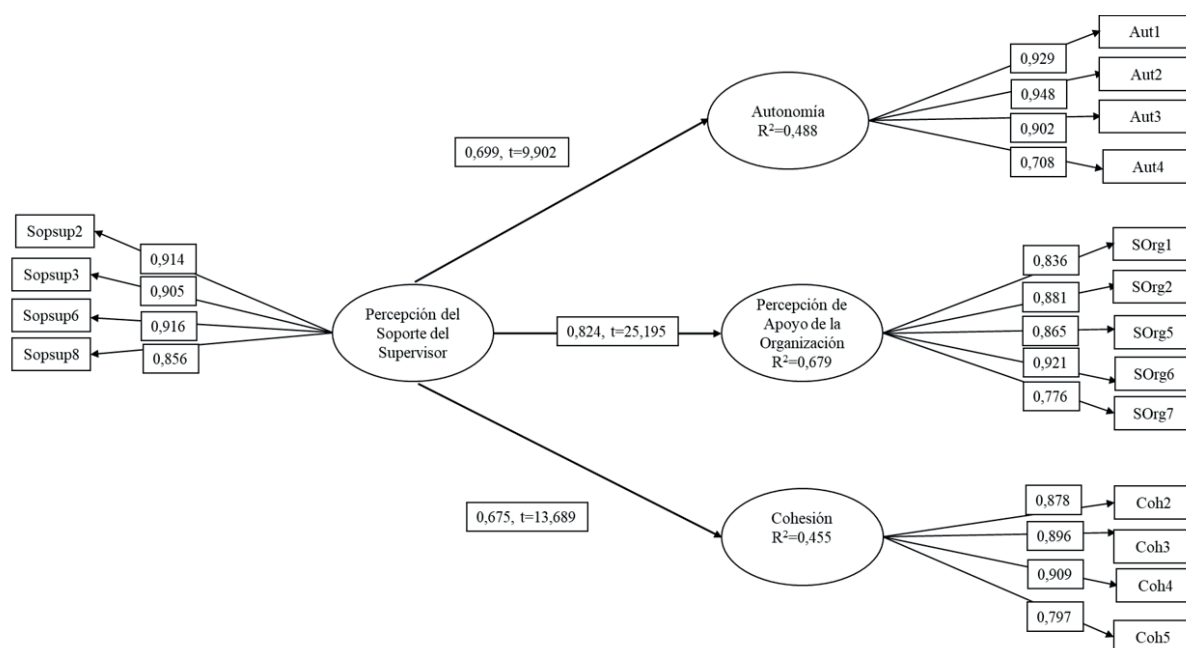 Sopsup2
Sopsup3
Sopsup6
Sopsup8
0,914
0,905
0,916
0,856
Percepción del
Soporte del
Supervisor
0,699, t=9,902
0,824, t=25,195
0,675, t=13,689
Autonomía
R²=0,488
0,929
0,948
0,902
0,708
Aut1
Aut2
Aut3
Aut4
Percepción de
Apoyo de la
Organización
R²=0,679
0,836
0,881
0,865
0,921
0,776
SOrg1
SOrg2
SOrg5
SOrg6
SOrg7
Cohesión
R²=0,455
0,878
0,896
0,909
0,797
Coh2
Coh3
Coh4
Coh5